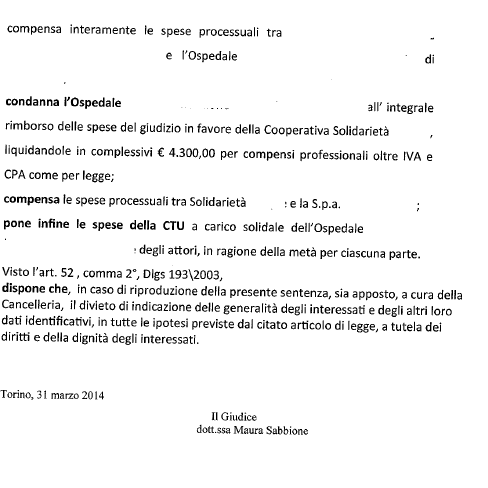 compensa interamente le spese processuali tra
e l'Ospedale di
condanna l'Ospedale all' integrale
rimborso delle spese del giudizio in favore della Cooperativa Solidarietà ,
liquidandole in complessivi € 4.300,00 per compensi professionali oltre IVA e
CPA come per legge;
compensa le spese processuali tra Solidarietà e la S.p.a. ;
pone infine le spese della CTU a carico solidale dell'Ospedale
degli attori, in ragione della metà per ciascuna parte.
Visto l'art. 52 , comma 2°, Dlgs 193\2003,
dispone che, in caso di riproduzione della presente sentenza, sia apposto, a cura della
Cancelleria, il divieto di indicazione delle generalità degli interessati e degli altri loro
dati identificativi, in tutte le ipotesi previste dal citato articolo di legge, a tutela dei
diritti e della dignità degli interessati.
Torino, 31 marzo 2014
Il Giudice
dott.ssa Maura Sabbione